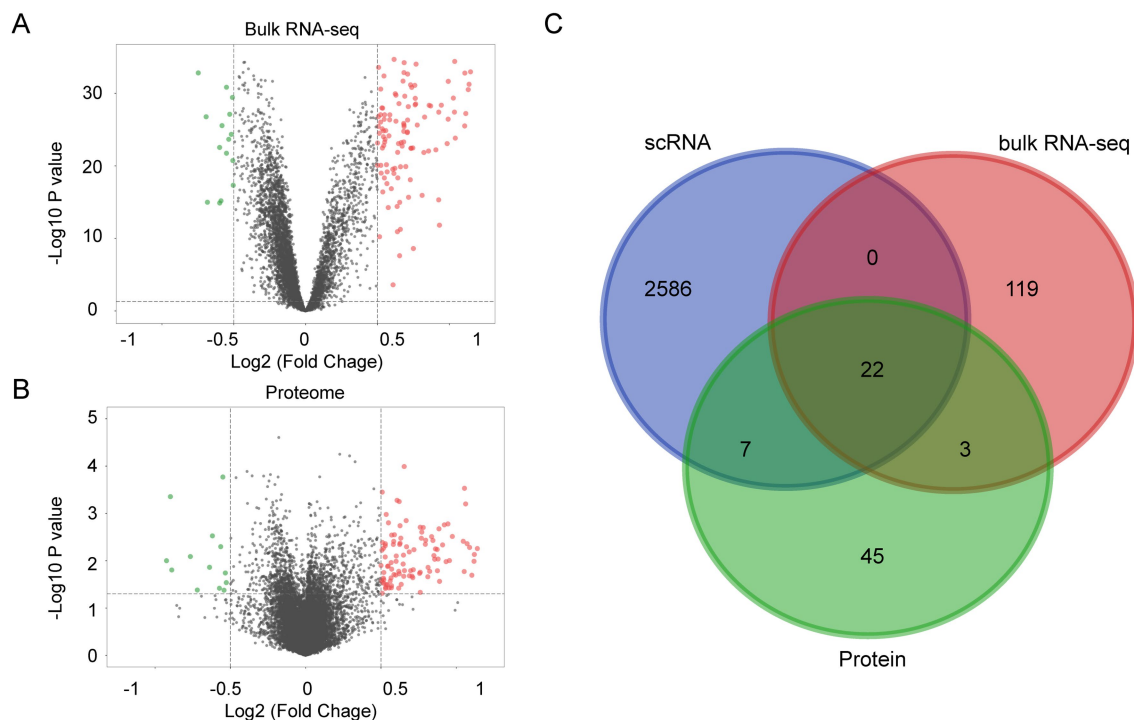 A
Bulk RNA-seq
-Log10 P value
30
20
10
0
-1
-0.5
0
0.5
1
Log2 (Fold Chage)
B
Proteome
-Log10 P value
5
4
3
2
1
0
-1
-0.5
0
0.5
1
Log2 (Fold Chage)
C
scRNA
bulk RNA-seq
0
2586
119
22
7
3
45
Protein